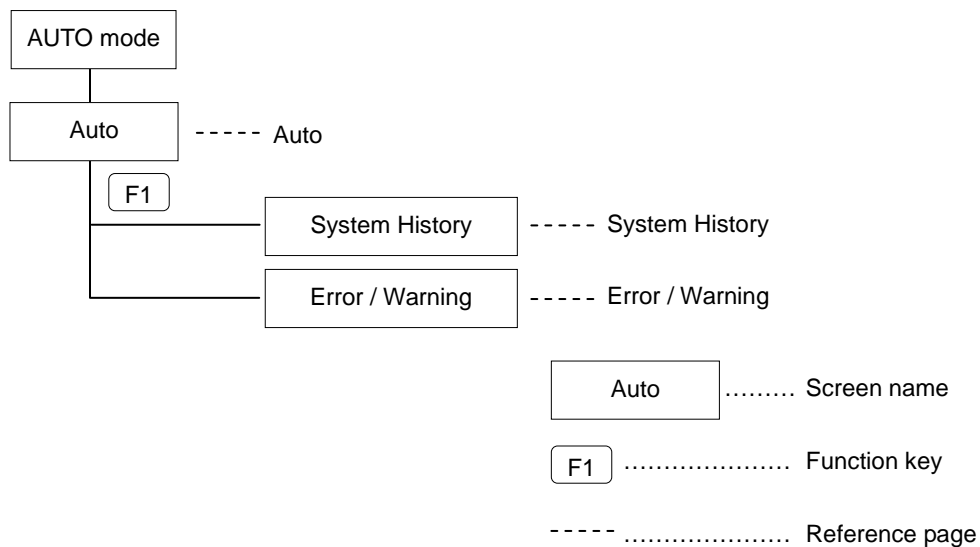 AUTO mode
Auto ----- Auto
F1
System History ----- System History
Error / Warning ----- Error / Warning
Auto ......... Screen name
F1 ..................... Function key
----- ..................... Reference page